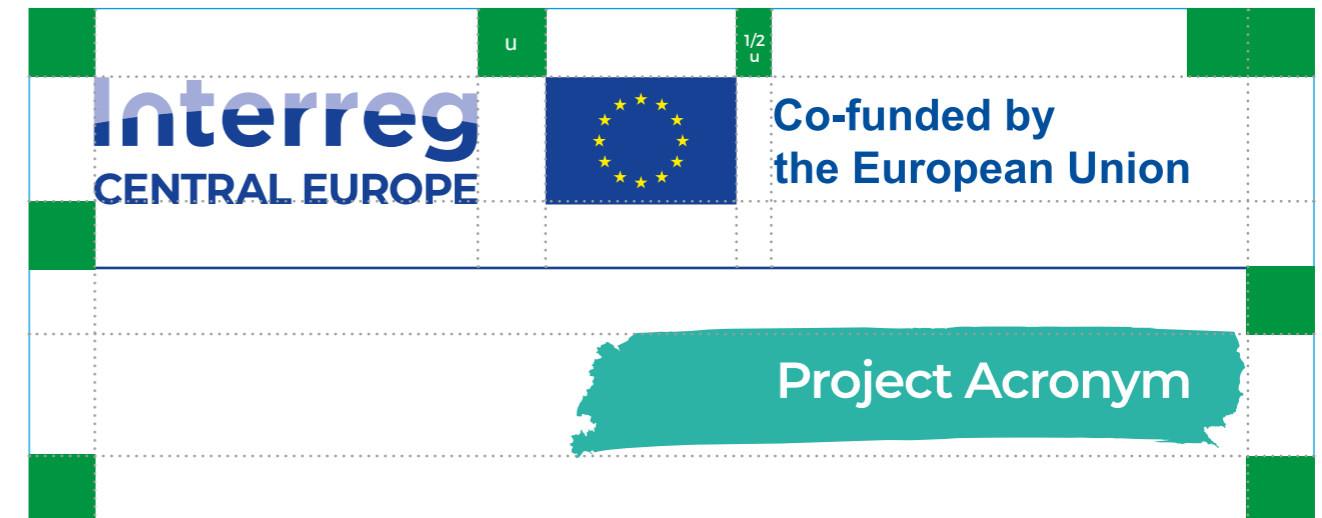 u
1/2
u
Interreg
CENTRAL EUROPE
Co-funded by
the European Union
Project Acronym